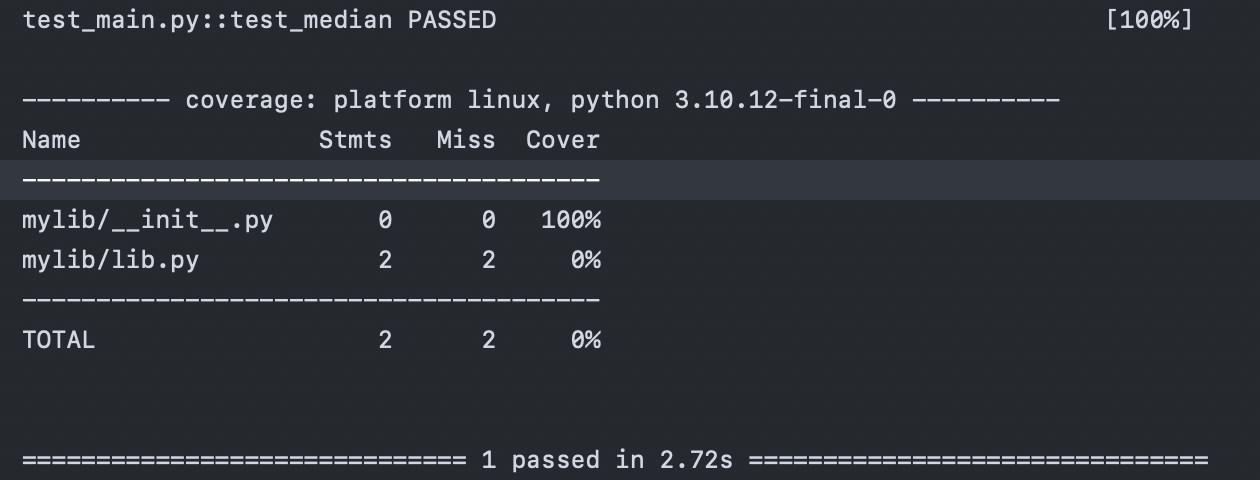 test_main.py::test_median PASSED [100%]
---------- coverage: platform linux, python 3.10.12-final-0 ----------
Name Stmts Miss Cover
---------------------------------------
mylib/__init__.py 0 0 100%
mylib/lib.py 2 2 0%
---------------------------------------
TOTAL 2 2 0%
============================== 1 passed in 2.72s ===============================